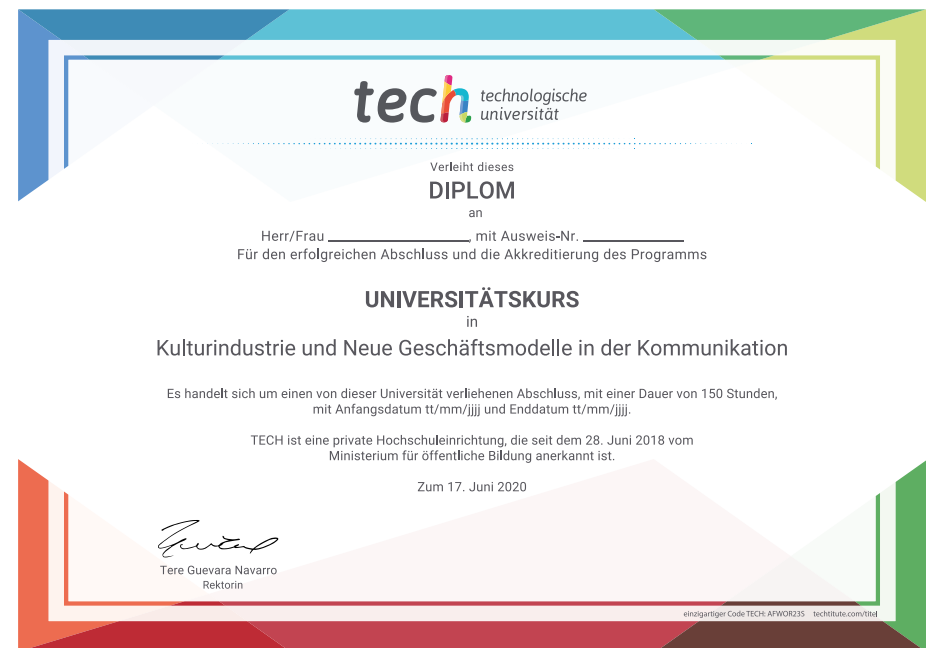 tech technologische
universität
Verleiht dieses
DIPLOM
an
Herr/Frau ____________________, mit Ausweis-Nr. ______________
Für den erfolgreichen Abschluss und die Akkreditierung des Programms
UNIVERSITÄTSKURS
in
Kulturindustrie und Neue Geschäftsmodelle in der Kommunikation
Es handelt sich um einen von dieser Universität verliehenen Abschluss, mit einer Dauer von 150 Stunden,
mit Anfangsdatum tt/mm/jjjj und Enddatum tt/mm/jjjj.
TECH ist eine private Hochschuleinrichtung, die seit dem 28. Juni 2018 vom
Ministerium für öffentliche Bildung anerkannt ist.
Zum 17. Juni 2020
Tere Guevara Navarro
Rektorin
einzigartiger Code TECH: AFWOR23S techtitute.com/titel